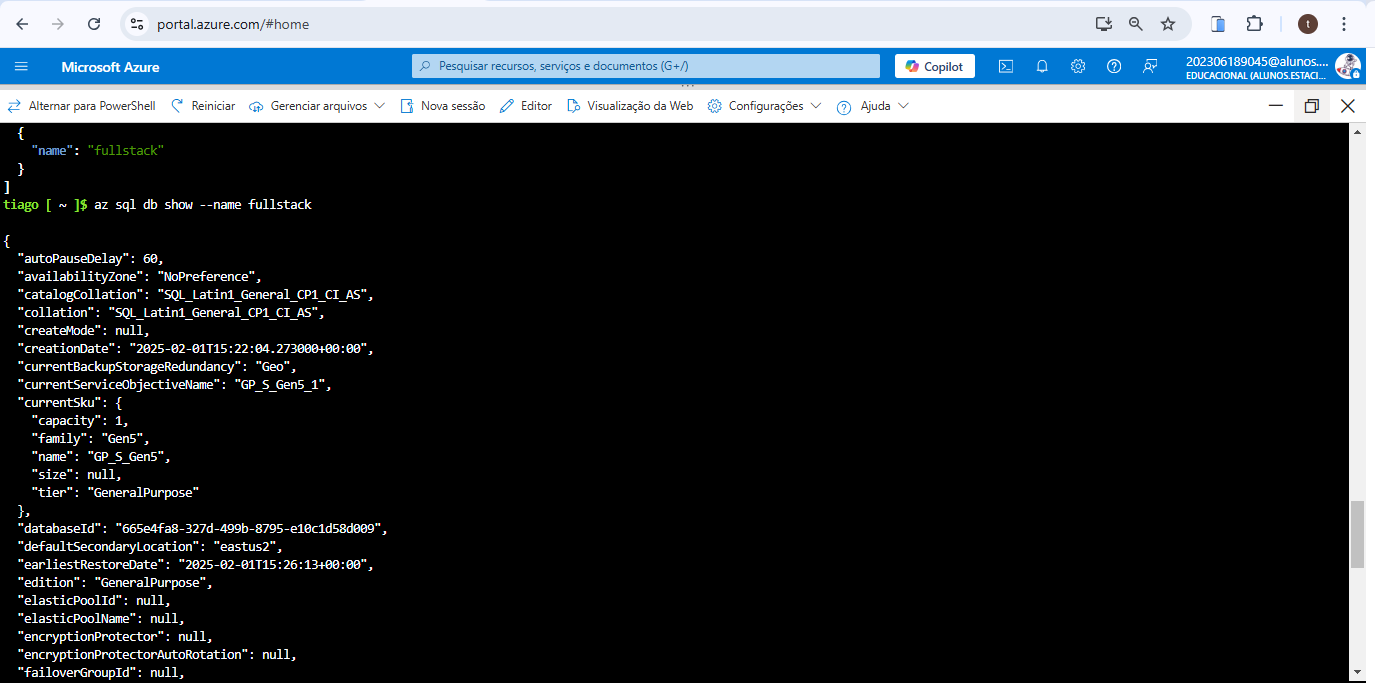 portal.azure.com/#home
t
Microsoft Azure
Pesquisar recursos, serviços e documentos (G+/)
Copilot
202306189045@alunos....
EDUCACIONAL (ALUNOS.ESTACI...
Alternar para PowerShell
Reiniciar
Gerenciar arquivos
Nova sessão
Editor
Visualização da Web
Configurações
Ajuda
{
"name": "fullstack"
}
]
tiago [ ~ ]$ az sql db show --name fullstack
{
"autoPauseDelay": 60,
"availabilityZone": "NoPreference",
"catalogCollation": "SQL_Latin1_General_CP1_CI_AS",
"collation": "SQL_Latin1_General_CP1_CI_AS",
"createMode": null,
"creationDate": "2025-02-01T15:22:04.273000+00:00",
"currentBackupStorageRedundancy": "Geo",
"currentServiceObjectiveName": "GP_S_Gen5_1",
"currentSku": {
"capacity": 1,
"family": "Gen5",
"name": "GP_S_Gen5",
"size": null,
"tier": "GeneralPurpose"
},
"databaseId": "665e4fa8-327d-499b-8795-e10c1d58d009",
"defaultSecondaryLocation": "eastus2",
"earliestRestoreDate": "2025-02-01T15:26:13+00:00",
"edition": "GeneralPurpose",
"elasticPoolId": null,
"elasticPoolName": null,
"encryptionProtector": null,
"encryptionProtectorAutoRotation": null,
"failoverGroupId": null,